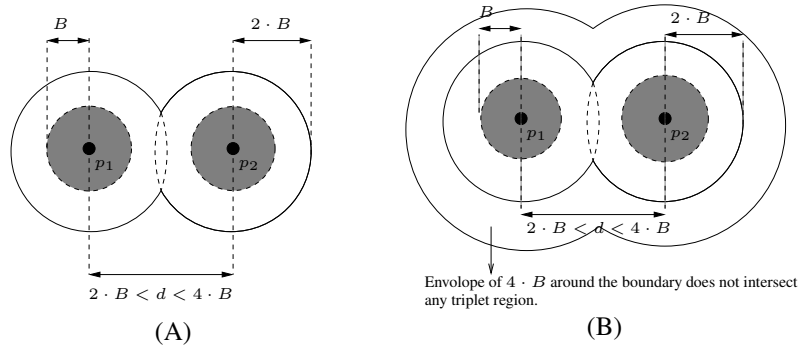 B
2 · B
p1
p2
2 · B < d < 4 · B
(A)
B
2 · B
p1
p2
2 · B < d < 4 · B
Envolope of 4 · B around the boundary does not intersect
any triplet region.
(B)